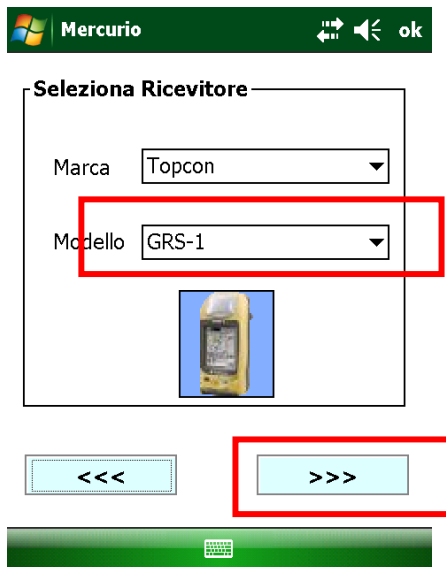 Mercurio ok
Seleziona Ricevitore
Marca Topcon
Modello GRS-1
<<< >>>